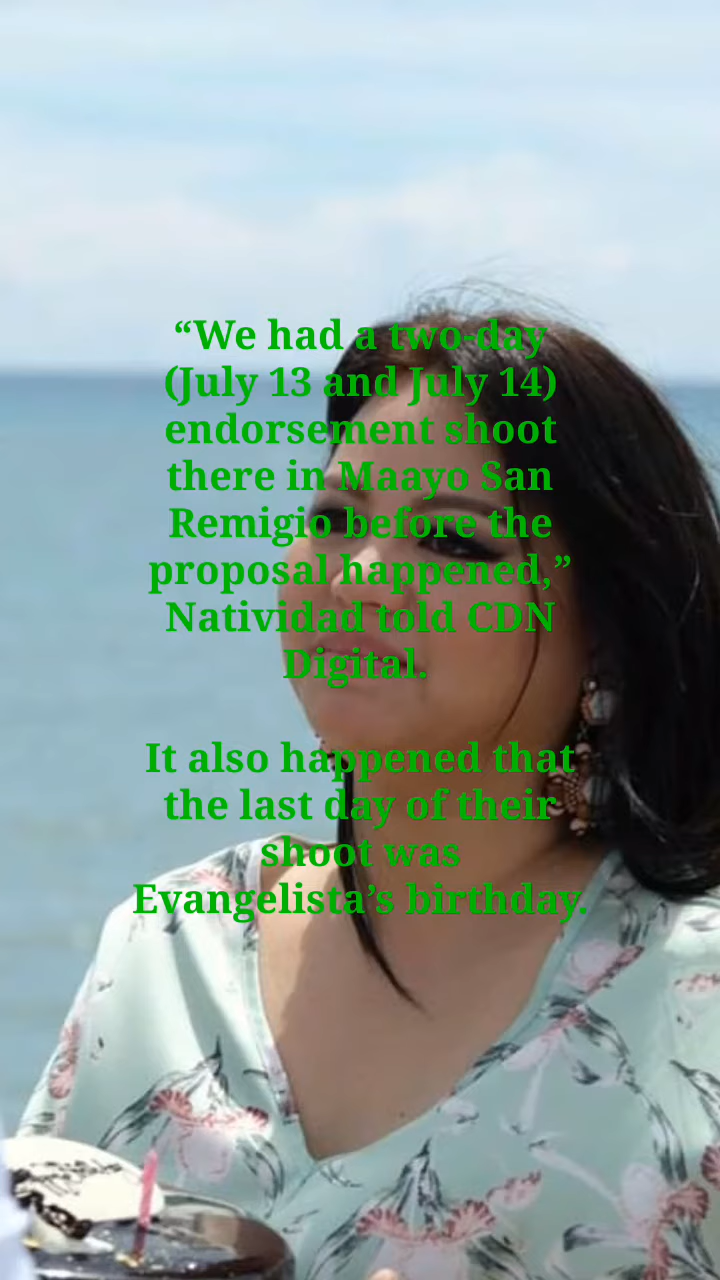 “We had a two-day
(July 13 and July 14)
endorsement shoot
there in Maayo San
Remigio before the
proposal happened,”
Natividad told CDN
Digital.
It also happened that
the last day of their
shoot was
Evangelista’s birthday.